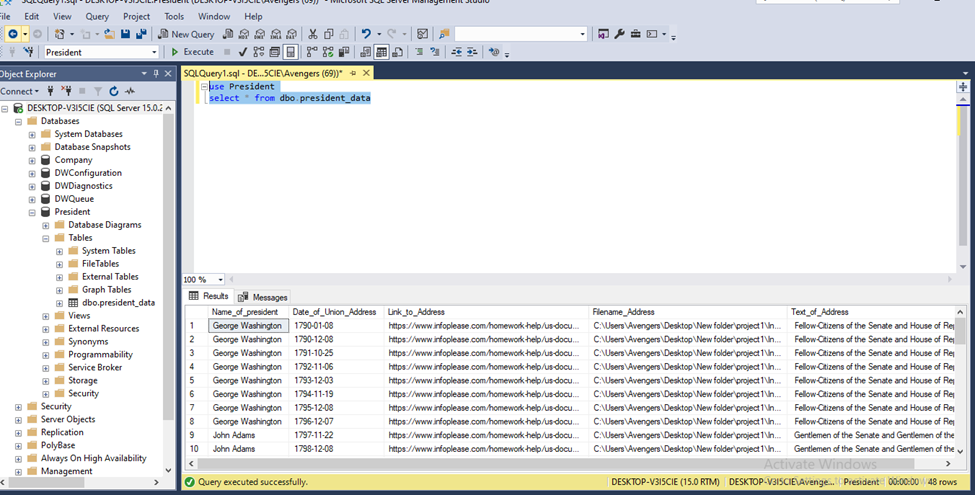 SQLQuery1.sql - DESKTOP-V3I5CIE.President (DESKTOP-V3I5CIE\Avengers (69))* - Microsoft SQL Server Management Studio
File Edit View Query Project Tools Window Help
New Query
President Execute
Object Explorer
Connect
DESKTOP-V3I5CIE (SQL Server 15.0.2
Databases
System Databases
Database Snapshots
Company
DWConfiguration
DWDiagnostics
DWQueue
President
Database Diagrams
Tables
System Tables
FileTables
External Tables
Graph Tables
dbo.president_data
Views
External Resources
Synonyms
Programmability
Service Broker
Storage
Security
Security
Server Objects
Replication
PolyBase
Always On High Availability
Management
SQLQuery1.sql - DE...5CIE\Avengers (69))*
use President
select * from dbo.president_data
100 %
Results Messages
Name_of_president Date_of_Union_Address Link_to_Address Filename_Address Text_of_Address
1 George Washington 1790-01-08 https://www.infoplease.com/homework-help/us-docu... C:\Users\Avengers\Desktop\New folder\project1\In... Fellow-Citizens of the Senate and House of Rep
2 George Washington 1790-12-08 https://www.infoplease.com/homework-help/us-docu... C:\Users\Avengers\Desktop\New folder\project1\In... Fellow-Citizens of the Senate and House of Rep
3 George Washington 1791-10-25 https://www.infoplease.com/homework-help/us-docu... C:\Users\Avengers\Desktop\New folder\project1\In... Fellow-Citizens of the Senate and House of Rep
4 George Washington 1792-11-06 https://www.infoplease.com/homework-help/us-docu... C:\Users\Avengers\Desktop\New folder\project1\In... Fellow-Citizens of the Senate and House of Rep
5 George Washington 1793-12-03 https://www.infoplease.com/homework-help/us-docu... C:\Users\Avengers\Desktop\New folder\project1\In... Fellow-Citizens of the Senate and House of Rep
6 George Washington 1794-11-19 https://www.infoplease.com/homework-help/us-docu... C:\Users\Avengers\Desktop\New folder\project1\In... Fellow-Citizens of the Senate and House of Rep
7 George Washington 1795-12-08 https://www.infoplease.com/homework-help/us-docu... C:\Users\Avengers\Desktop\New folder\project1\In... Fellow-Citizens of the Senate and House of Rep
8 George Washington 1796-12-07 https://www.infoplease.com/homework-help/us-docu... C:\Users\Avengers\Desktop\New folder\project1\In... Fellow-Citizens of the Senate and House of Rep
9 John Adams 1797-11-22 https://www.infoplease.com/homework-help/us-docu... C:\Users\Avengers\Desktop\New folder\project1\In... Gentlemen of the Senate and Gentlemen of the
10 John Adams 1798-12-08 https://www.infoplease.com/homework-help/us-docu... C:\Users\Avengers\Desktop\New folder\project1\In... Gentlemen of the Senate and Gentlemen of the
Activate Windows
Query executed successfully. DESKTOP-V3I5CIE (15.0 RTM) DESKTOP-V3I5CIE\Avenge... President 00:00:00 48 rows